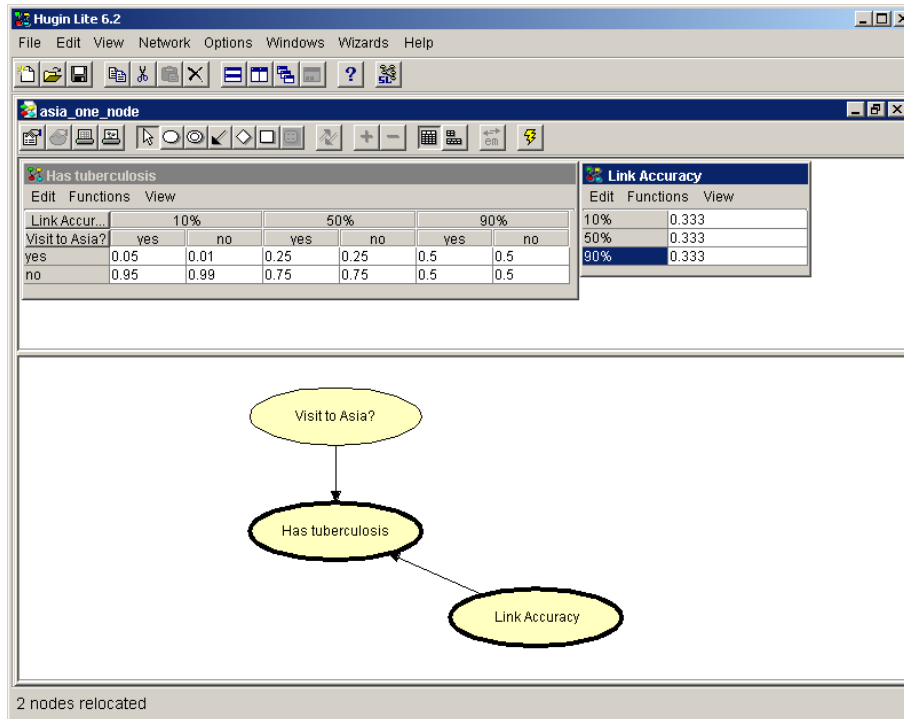 Hugin Lite 6.2
File Edit View Network Options Windows Wizards Help
asia_one_node
Has tuberculosis
Edit Functions View
Link Accur... 10% 50% 90%
Visit to Asia? yes no yes no yes no
yes 0.05 0.01 0.25 0.25 0.5 0.5
no 0.95 0.99 0.75 0.75 0.5 0.5
Link Accuracy
Edit Functions View
10% 0.333
50% 0.333
90% 0.333
Visit to Asia?
Has tuberculosis
Link Accuracy
2 nodes relocated